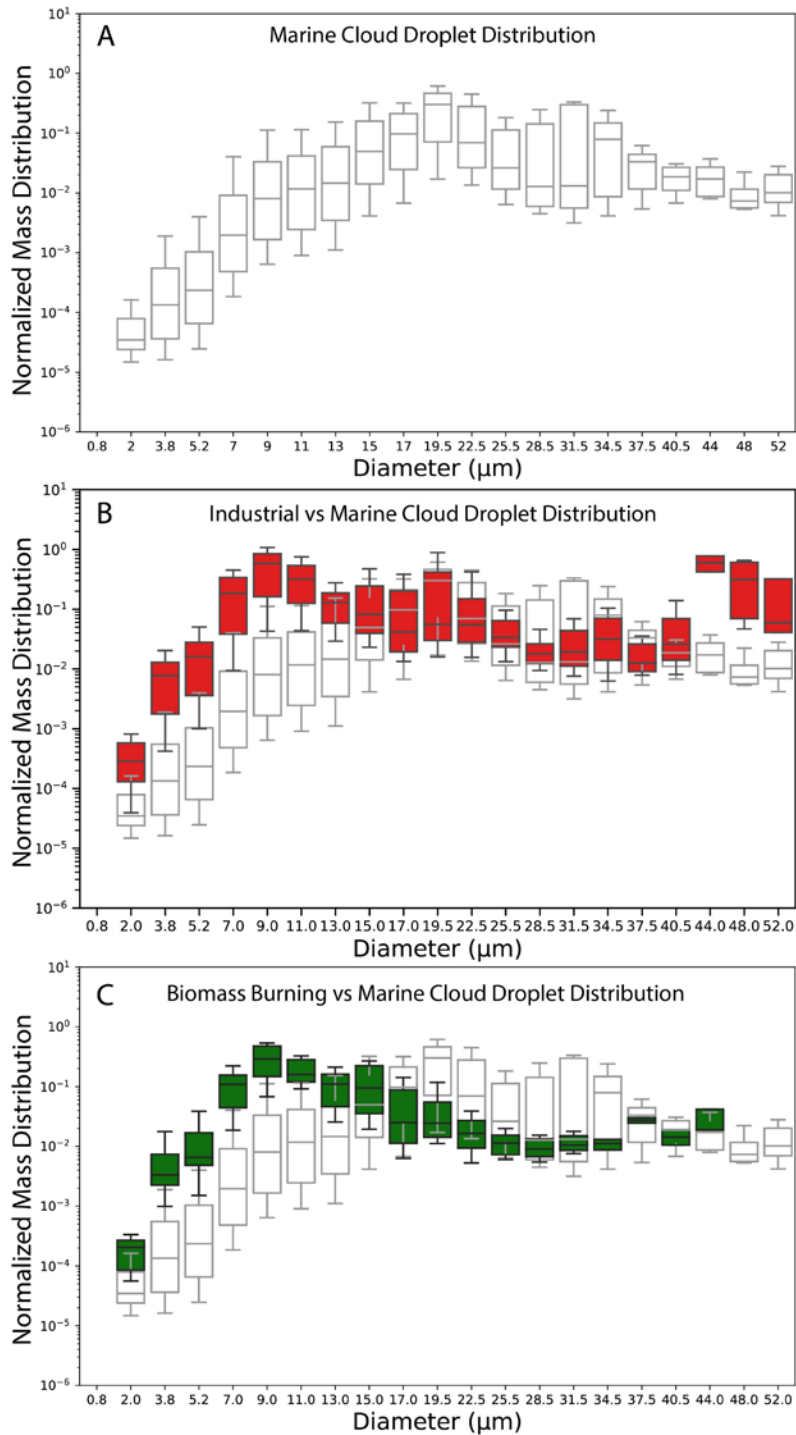 A
Marine Cloud Droplet Distribution
Normalized Mass Distribution
10^1
10^0
10^-1
10^-2
10^-3
10^-4
10^-5
10^-6
0.8 2 3.8 5.2 7 9 11 13 15 17 19.5 22.5 25.5 28.5 31.5 34.5 37.5 40.5 44 48 52
Diameter (μm)
B
Industrial vs Marine Cloud Droplet Distribution
Normalized Mass Distribution
10^1
10^0
10^-1
10^-2
10^-3
10^-4
10^-5
10^-6
0.8 2.0 3.8 5.2 7.0 9.0 11.0 13.0 15.0 17.0 19.5 22.5 25.5 28.5 31.5 34.5 37.5 40.5 44.0 48.0 52.0
Diameter (μm)
C
Biomass Burning vs Marine Cloud Droplet Distribution
Normalized Mass Distribution
10^1
10^0
10^-1
10^-2
10^-3
10^-4
10^-5
10^-6
0.8 2.0 3.8 5.2 7.0 9.0 11.0 13.0 15.0 17.0 19.5 22.5 25.5 28.5 31.5 34.5 37.5 40.5 44.0 48.0 52.0
Diameter (μm)